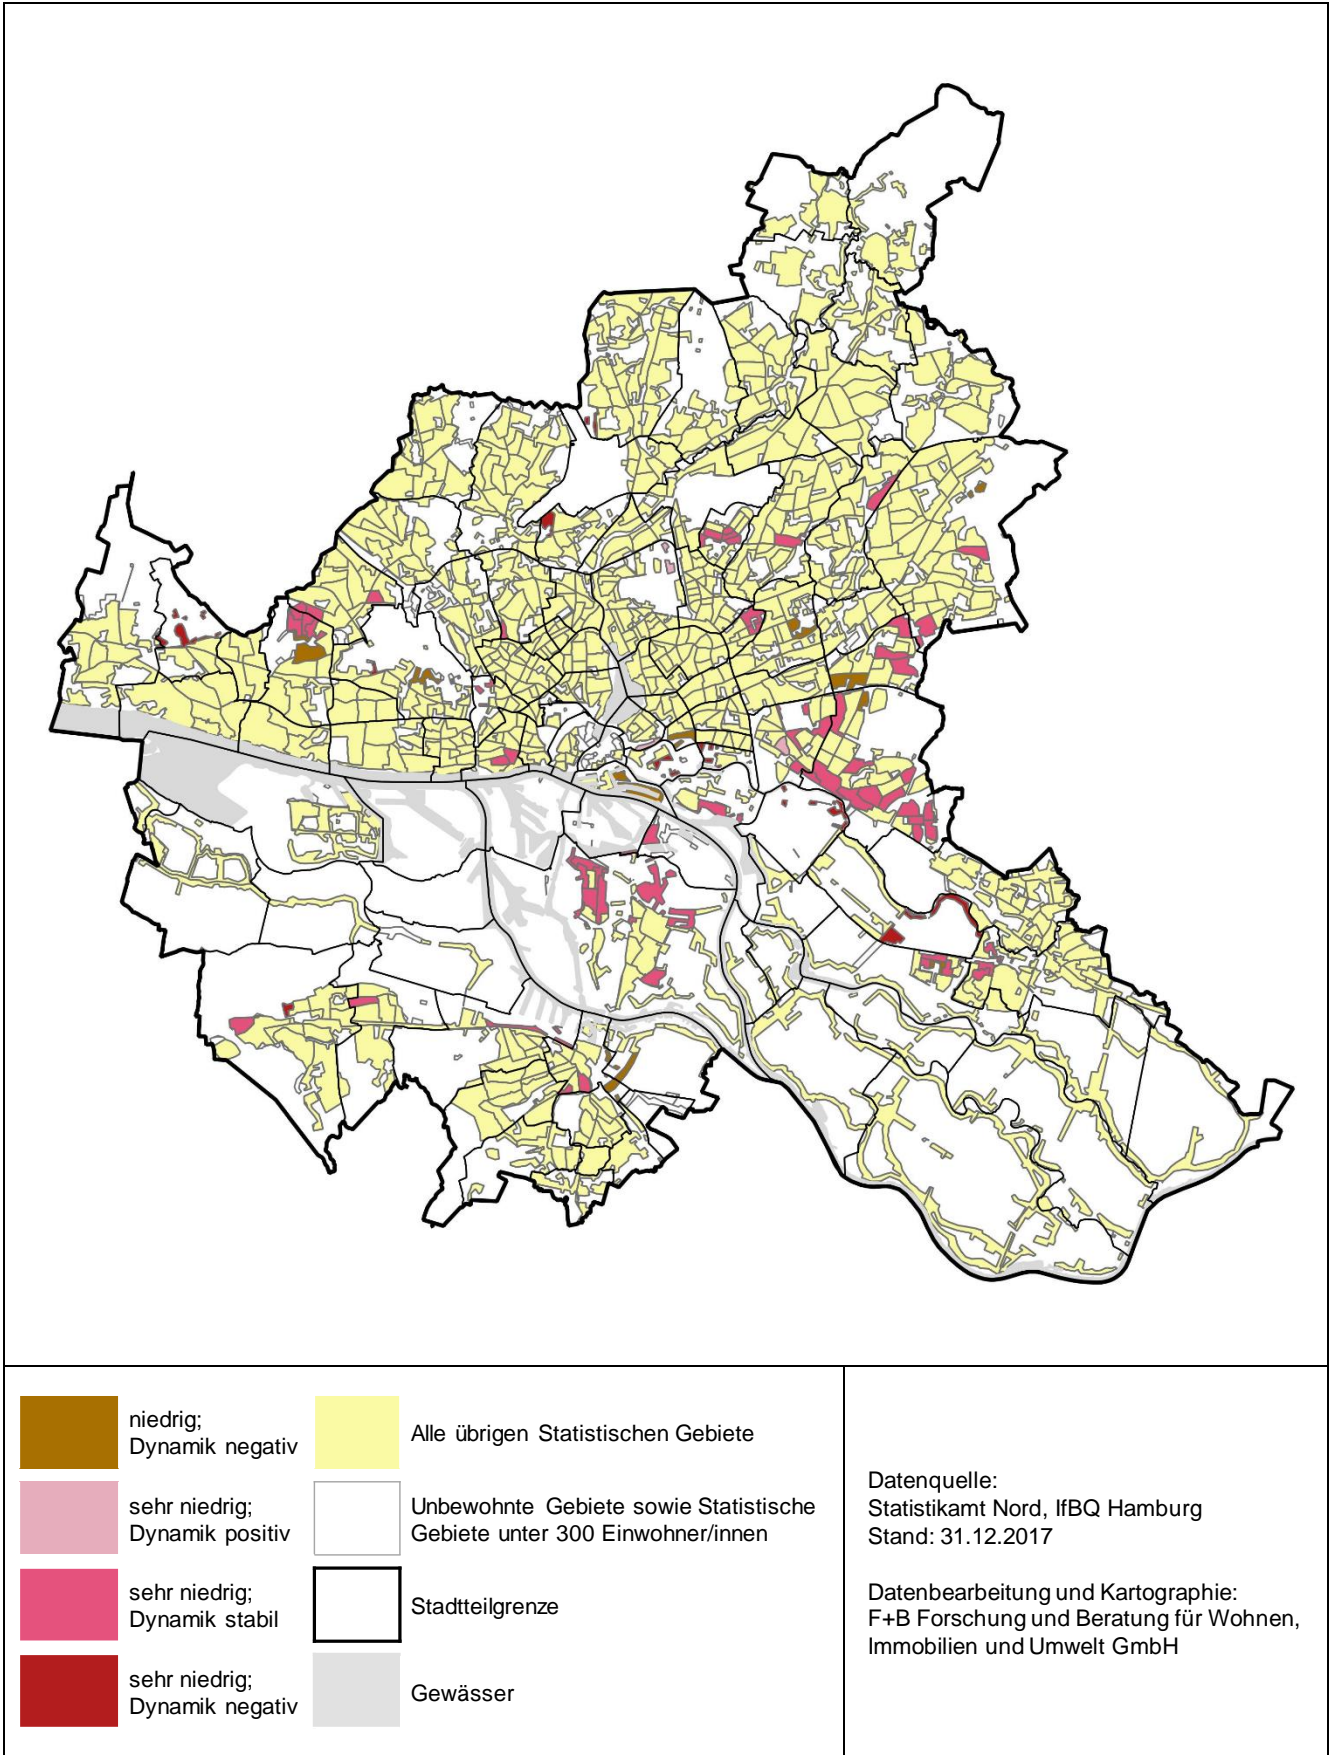 niedrig;
Dynamik negativ
sehr niedrig;
Dynamik positiv
sehr niedrig;
Dynamik stabil
sehr niedrig;
Dynamik negativ
Alle übrigen Statistischen Gebiete
Unbewohnte Gebiete sowie Statistische
Gebiete unter 300 Einwohner/innen
Stadtteilgrenze
Gewässer
Datenquelle:
Statistikamt Nord, IfBQ Hamburg
Stand: 31.12.2017
Datenbearbeitung und Kartographie:
F+B Forschung und Beratung für Wohnen,
Immobilien und Umwelt GmbH